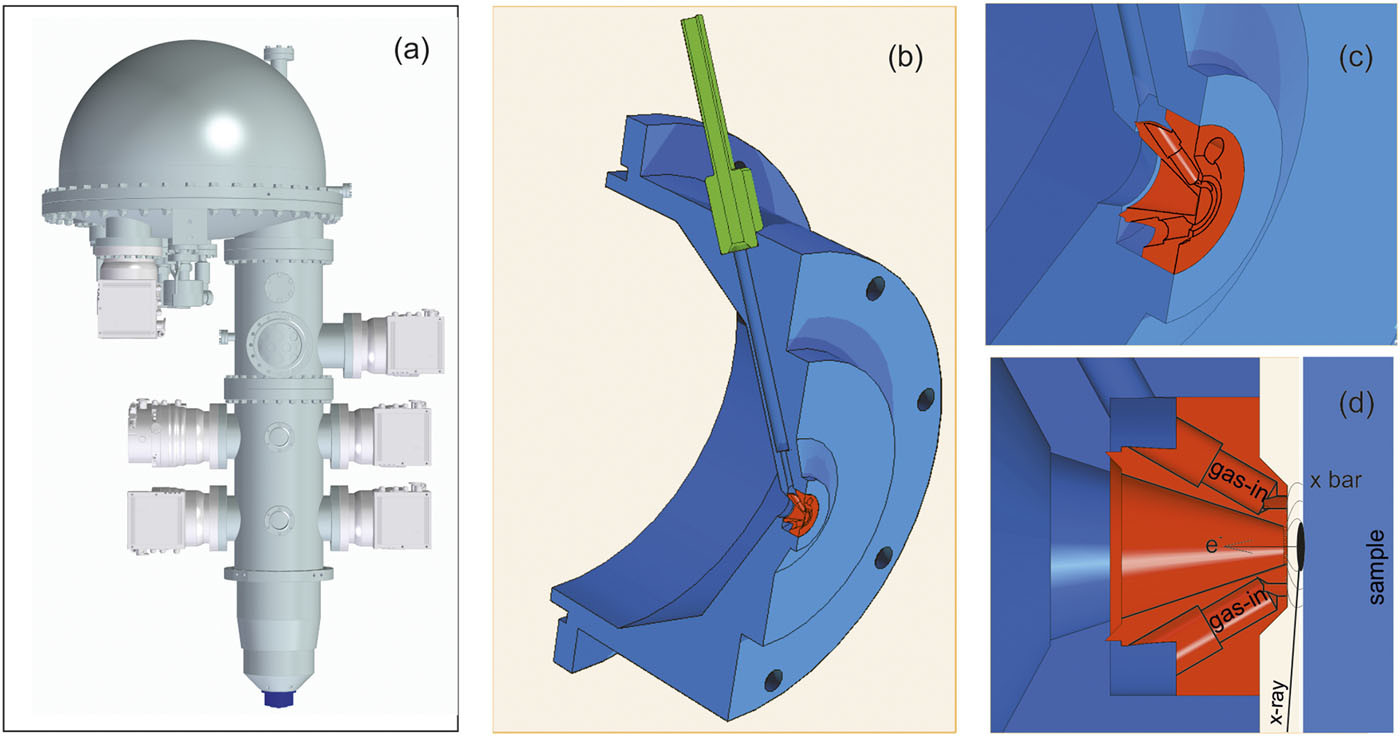 (a)
(b)
(c)
(d)
gas-in
x bar
e-
sample
gas-in
x-ray